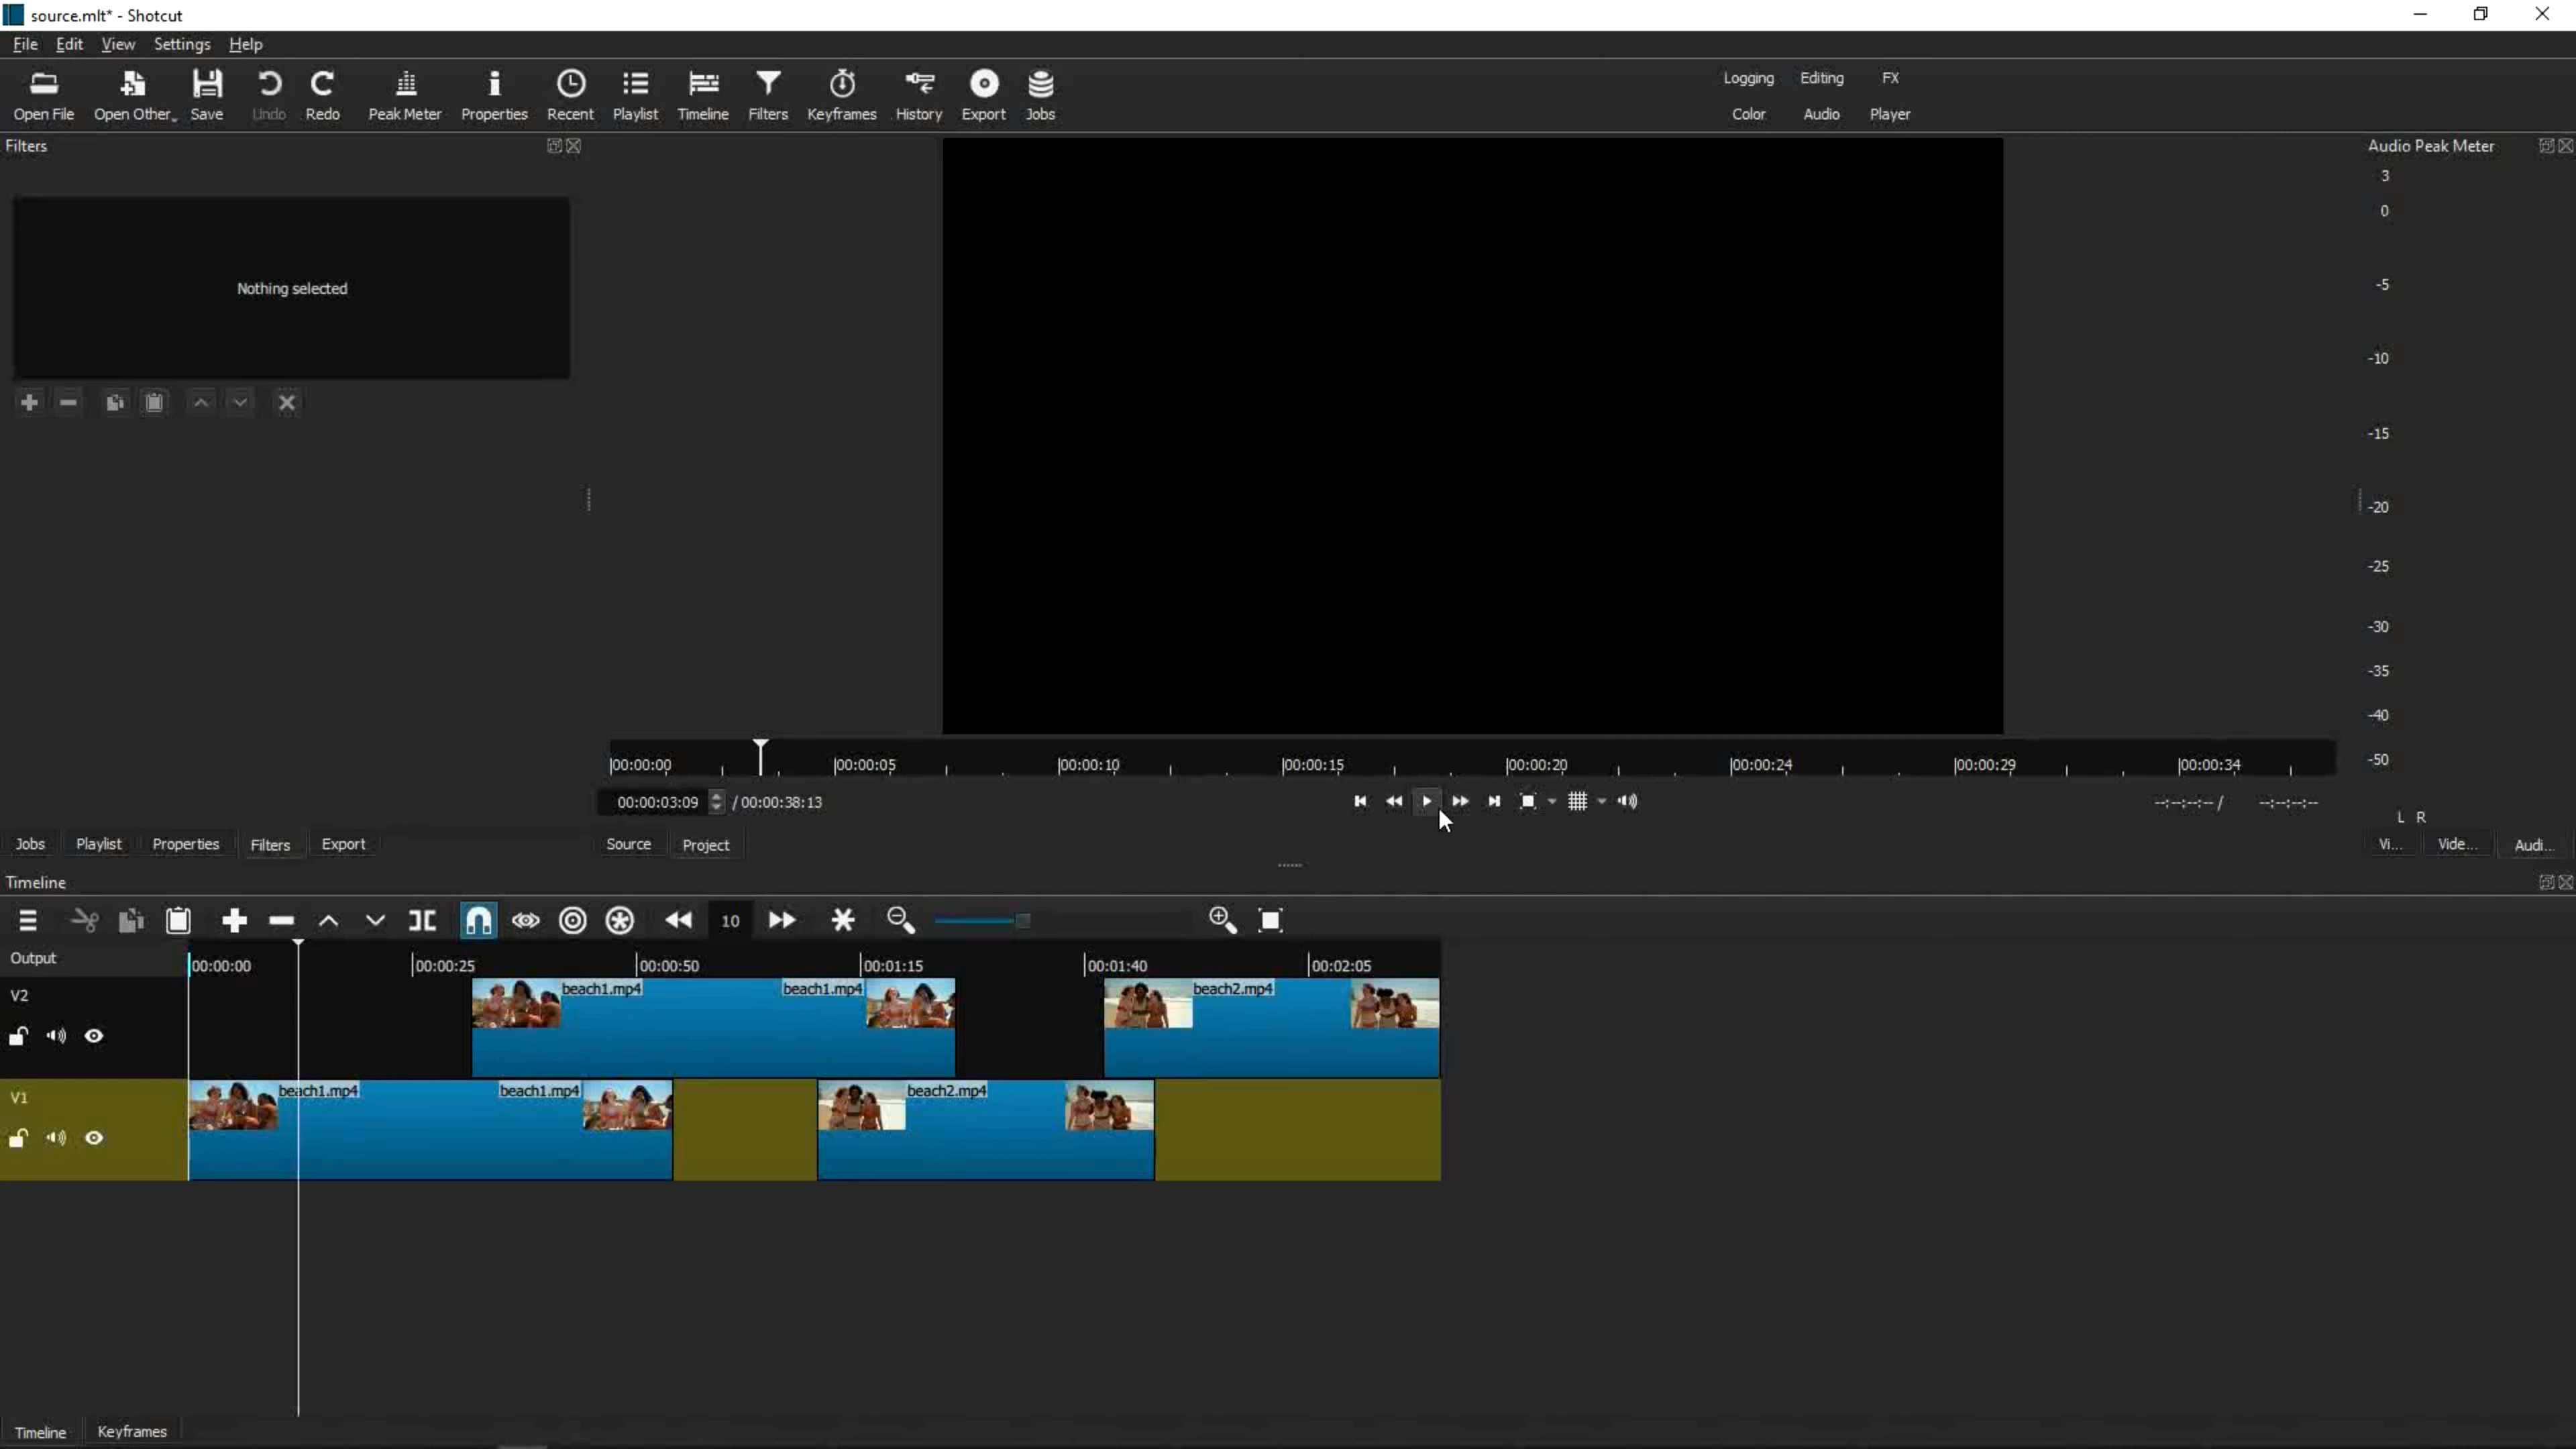 source.mlt* - Shotcut
File Edit View Settings Help
Open File Open Other Save Undo Redo Peak Meter Properties Recent Playlist Timeline Filters Keyframes History Export Jobs
Logging Editing FX
Color Audio Player
Filters
Audio Peak Meter
Nothing selected
3
0
-5
-10
-15
-20
-25
-30
-35
-40
-50
L R
00:00:00 00:00:05 00:00:10 00:00:15 00:00:20 00:00:24 00:00:29 00:00:34
00:00:03:09 / 00:00:38:13
--:--:--:-- / --:--:--:--
Jobs Playlist Properties Filters Export
Source Project
Vi... Vide... Audi...
Timeline
10
Output
00:00:00 00:00:25 00:00:50 00:01:15 00:01:40 00:02:05
V2
beach1.mp4 beach1.mp4 beach2.mp4
V1
beach1.mp4 beach1.mp4 beach2.mp4
Timeline Keyframes